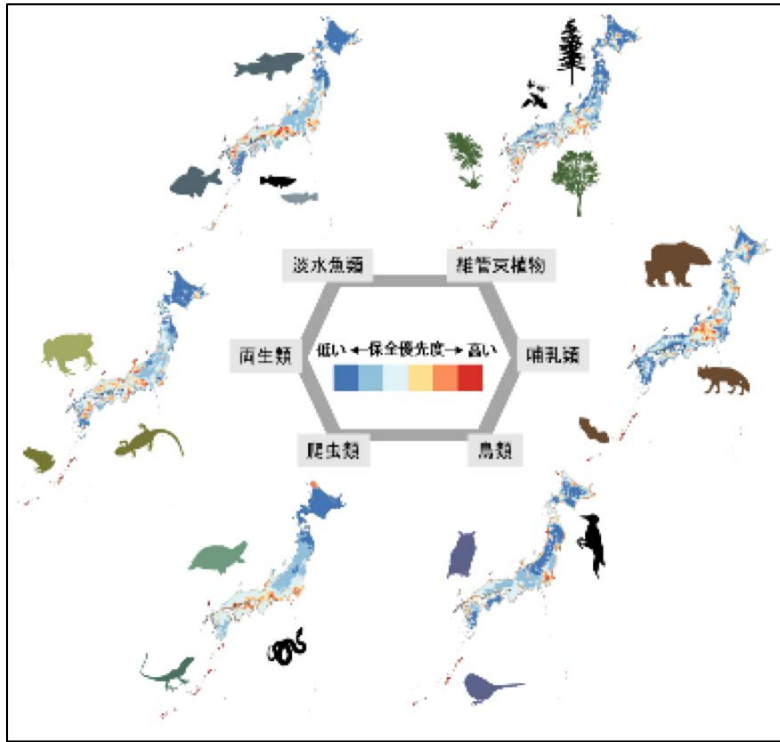 淡水魚類
維管束植物
両生類
低い ←保全優先度→ 高い
哺乳類
爬虫類
鳥類